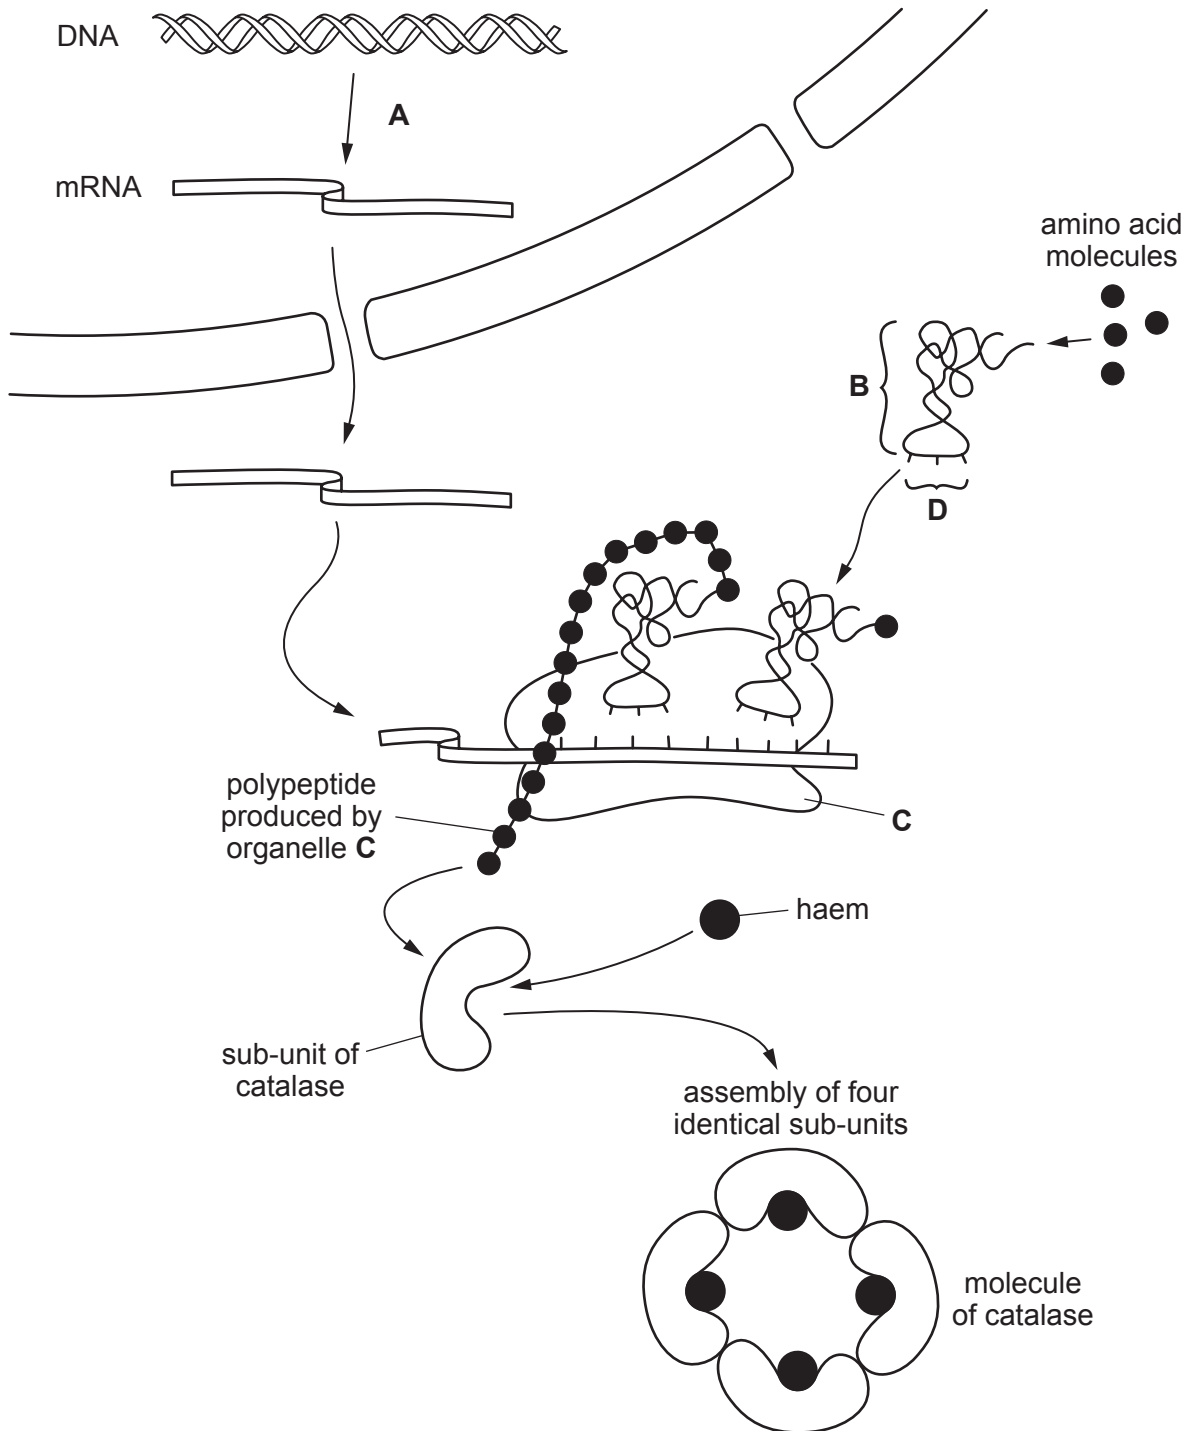 DNA
A
mRNA
amino acid
molecules
B
D
polypeptide
produced by
organelle C
C
haem
sub-unit of
catalase
assembly of four
identical sub-units
molecule
of catalase